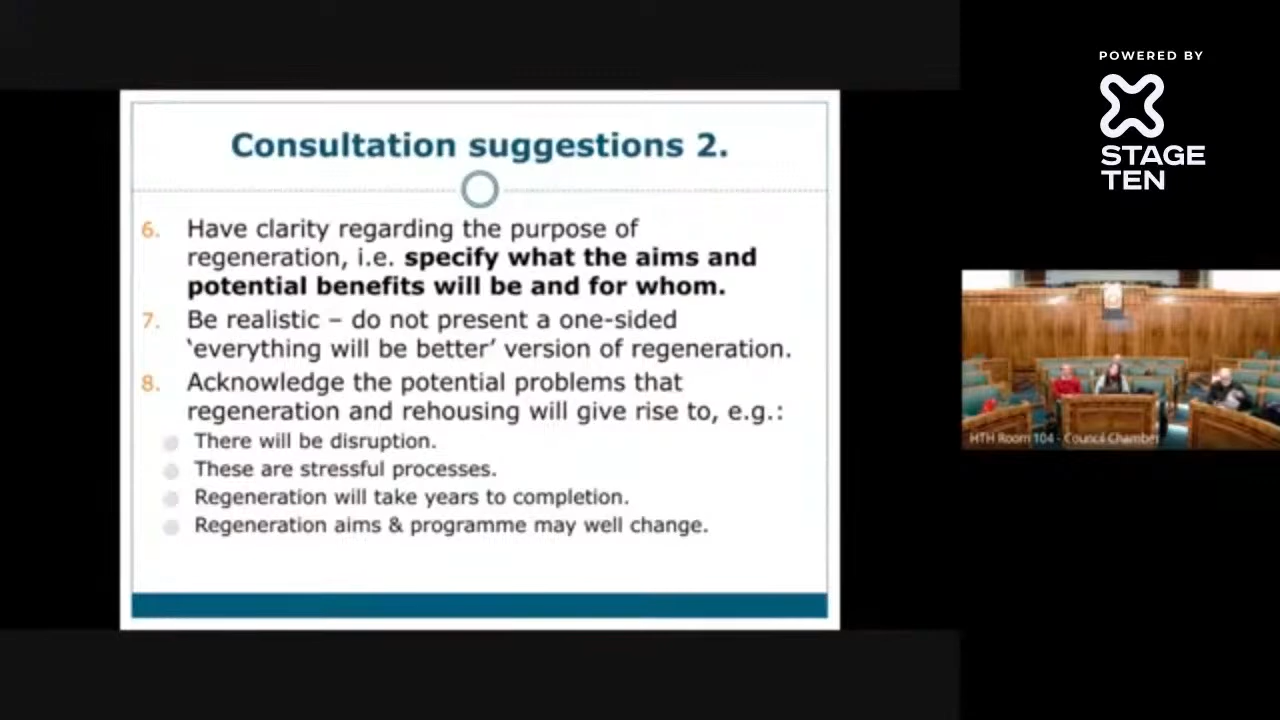 POWERED BY
STAGE
TEN
Consultation suggestions 2.
6. Have clarity regarding the purpose of
regeneration, i.e. specify what the aims and
potential benefits will be and for whom.
7. Be realistic – do not present a one-sided
‘everything will be better’ version of regeneration.
8. Acknowledge the potential problems that
regeneration and rehousing will give rise to, e.g.:
There will be disruption.
These are stressful processes.
Regeneration will take years to completion.
Regeneration aims & programme may well change.
HTH Room 104 - Council Chamber